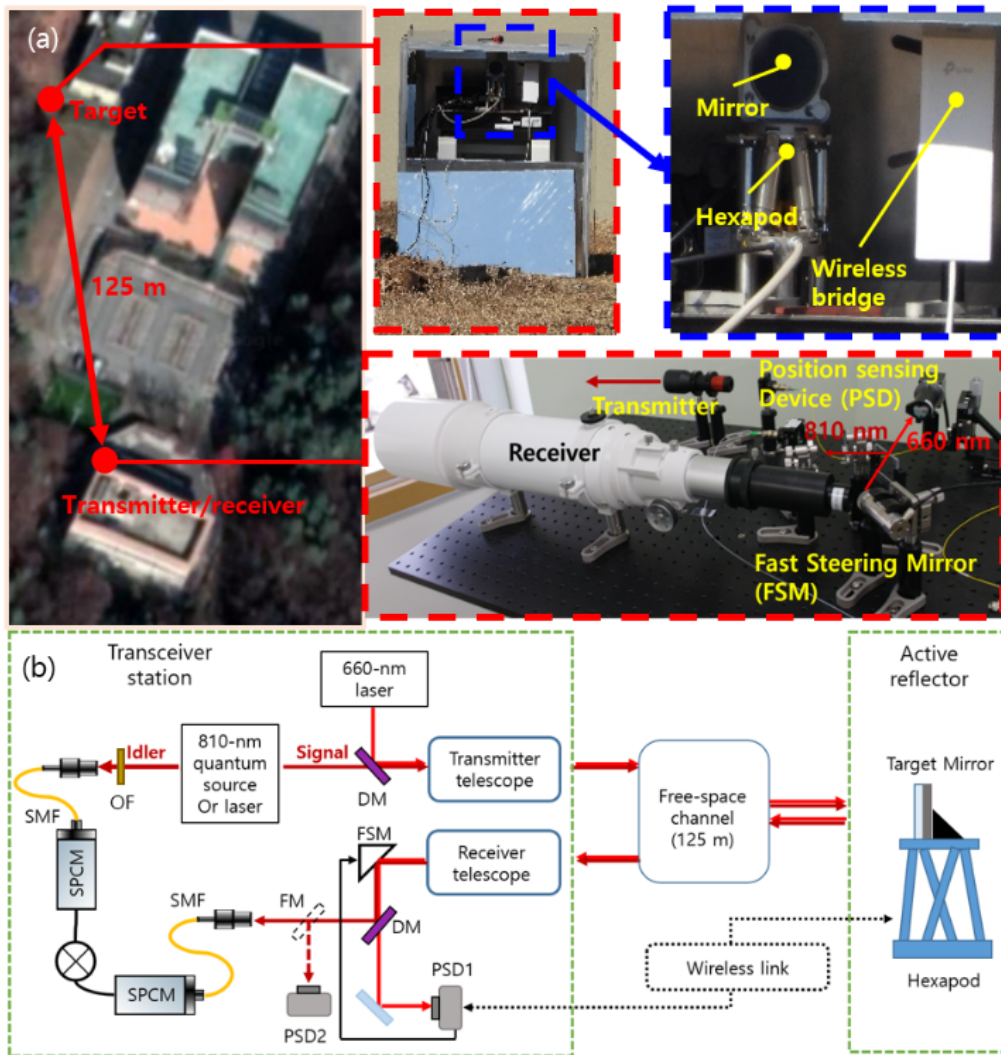 (a)
Target
125 m
Transmitter/receiver
Mirror
Hexapod
Wireless
bridge
Transmitter
Position sensing
Device (PSD)
810 nm
660 nm
Receiver
Fast Steering Mirror
(FSM)
(b)
Transceiver
station
660-nm
laser
Idler
810-nm
quantum
source
Or laser
Signal
DM
Transmitter
telescope
OF
SMF
SPCM
FSM
Receiver
telescope
SMF
FM
DM
SPCM
PSD2
PSD1
Free-space
channel
(125 m)
Wireless link
Active
reflector
Target Mirror
Hexapod